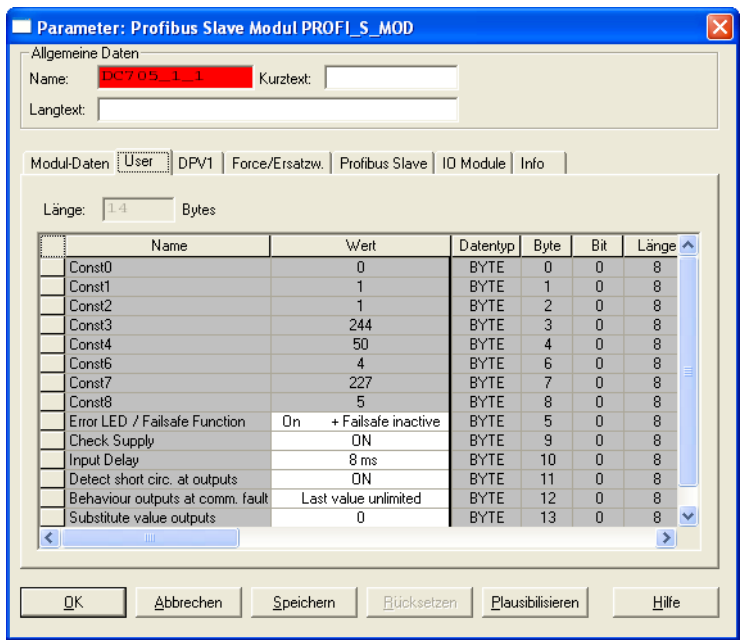 Parameter: Profibus Slave Modul PROFI_S_MOD
Allgemeine Daten
Name: DC705_1_1 Kurztext:
Langtext:
Modul-Daten User DPV1 Force/Ersatzw. Profibus Slave IO Module Info
Länge: 14 Bytes
Name Wert Datentyp Byte Bit Länge
Const0 0 BYTE 0 0 8
Const1 1 BYTE 1 0 8
Const2 1 BYTE 2 0 8
Const3 244 BYTE 3 0 8
Const4 50 BYTE 4 0 8
Const6 4 BYTE 6 0 8
Const7 227 BYTE 7 0 8
Const8 5 BYTE 8 0 8
Error LED / Failsafe Function On + Failsafe inactive BYTE 5 0 8
Check Supply ON BYTE 9 0 8
Input Delay 8 ms BYTE 10 0 8
Detect short circ. at outputs ON BYTE 11 0 8
Behaviour outputs at comm. fault Last value unlimited BYTE 12 0 8
Substitute value outputs 0 BYTE 13 0 8
OK Abbrechen Speichern Rücksetzen Plausibilisieren Hilfe